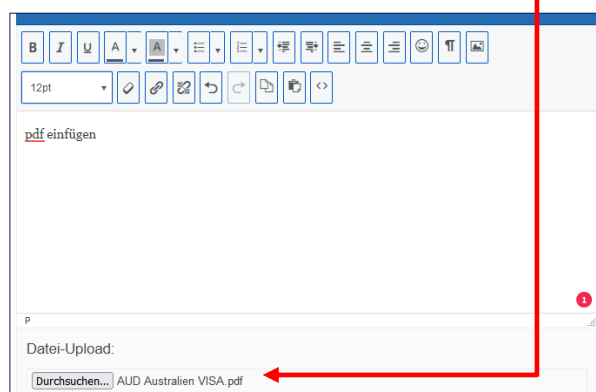 B I U A A
12pt
pdf einfügen
1
P
Datei-Upload:
Durchsuchen... AUD Australien VISA.pdf